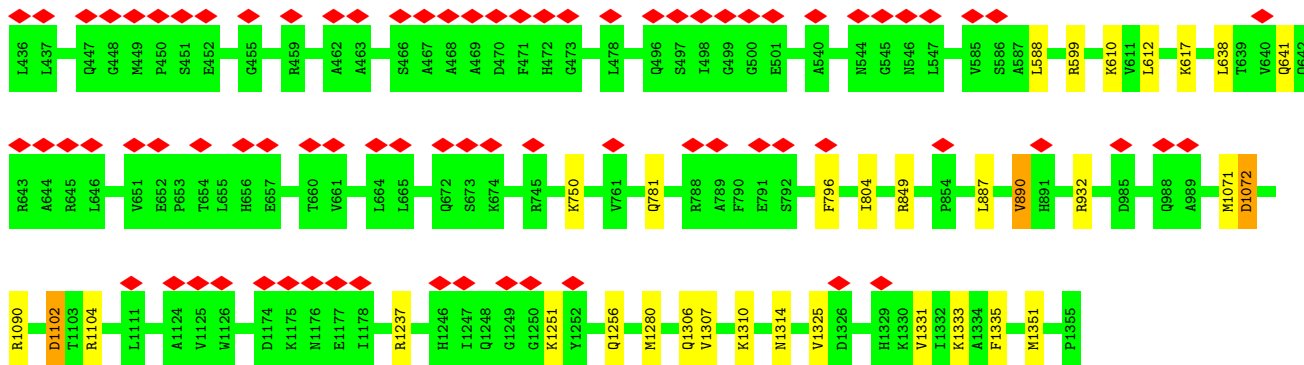 L436 L437 Q447 G448 M449 P450 S451 E452 G455 R459 A462 A463 S466 A467 A468 A469 D470 F471 H472 G473 L478 Q496 S497 I498 G499 G500 E501 A540 N544 G545 N546 L547 V585 S586 A587 L588 R599 K610 V611 L612 K617 L638 T639 V640 Q641 Q642
R643 A644 R645 L646 V651 E652 P653 T654 L655 H656 E657 T660 V661 L664 L665 Q672 S673 K674 R745 K750 V761 Q781 R788 A789 F790 E791 S792 F796 I804 R849 P854 L887 V890 H891 R932 D985 Q988 A989 M1071 D1072
R1090 D1102 T1103 R1104 L1111 A1124 V1125 W1126 D1174 K1175 N1176 E1177 I1178 R1237 H1246 I1247 Q1248 G1249 G1250 K1251 Y1252 Q1256 M1280 Q1306 V1307 K1310 N1314 V1325 D1326 H1329 K1330 V1331 I1332 K1333 A1334 F1335 M1351 P1355